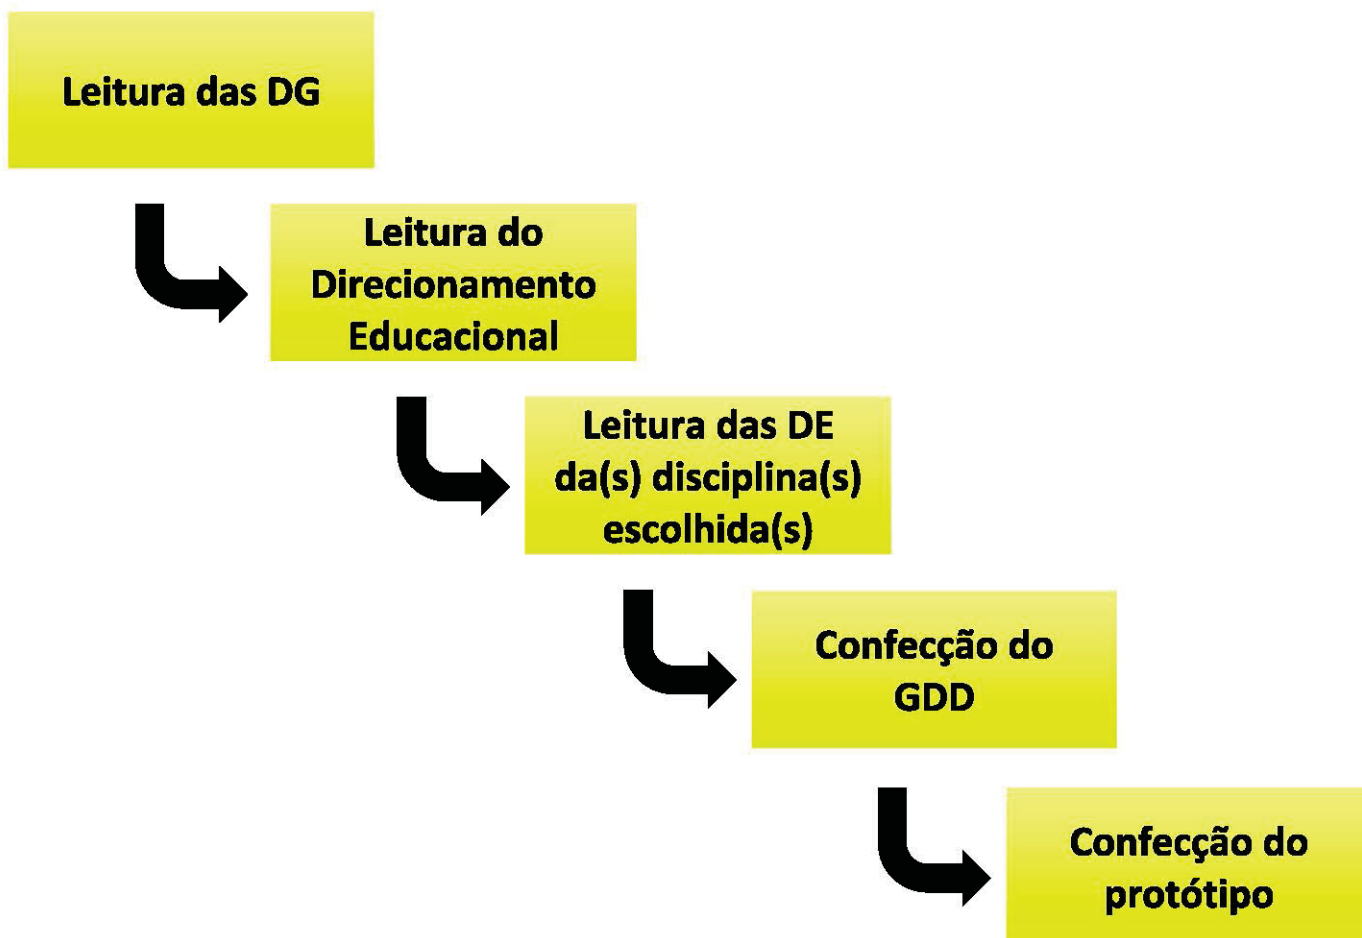 Leitura das DG
Leitura do
Direcionamento
Educacional
Leitura das DE
da(s) disciplina(s)
escolhida(s)
Confecção do
GDD
Confecção do
protótipo